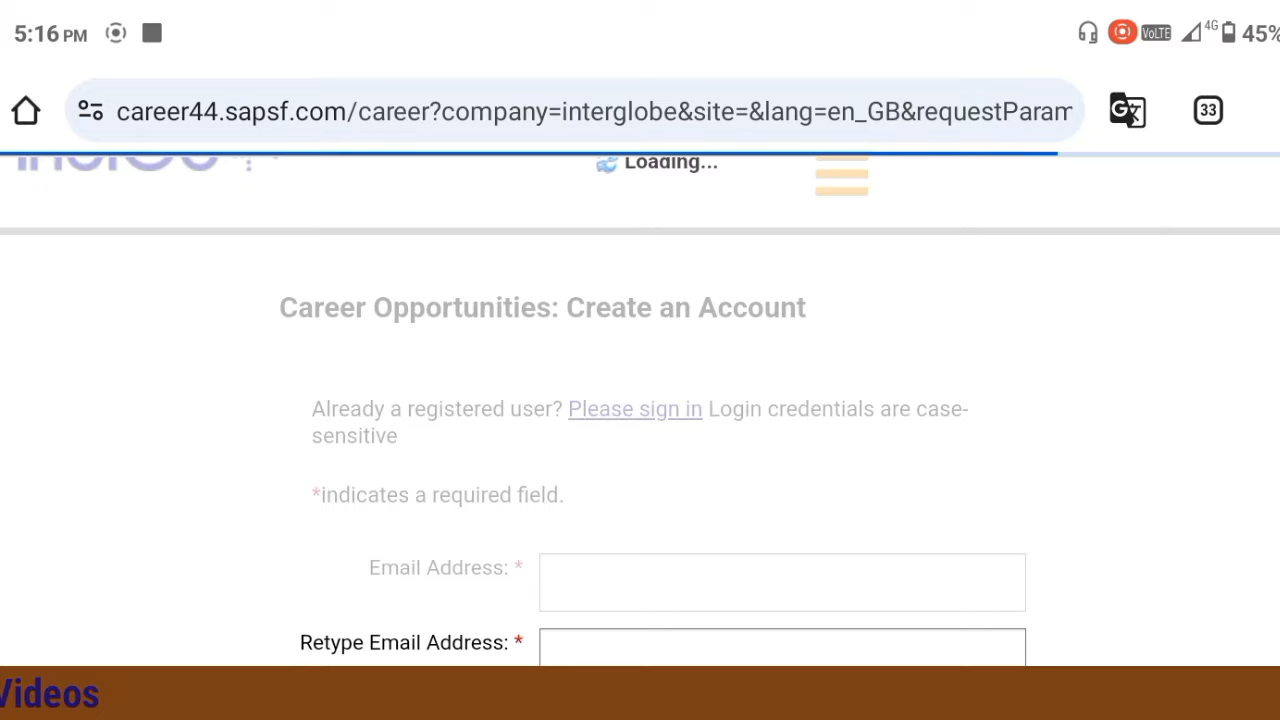 5:16 PM
VoLTE 4G 45%
career44.sapsf.com/career?company=interglobe&site=&lang=en_GB&requestParam
33
Loading...
Career Opportunities: Create an Account
Already a registered user? Please sign in Login credentials are case-
sensitive
*indicates a required field.
Email Address: *
Retype Email Address: *
Videos